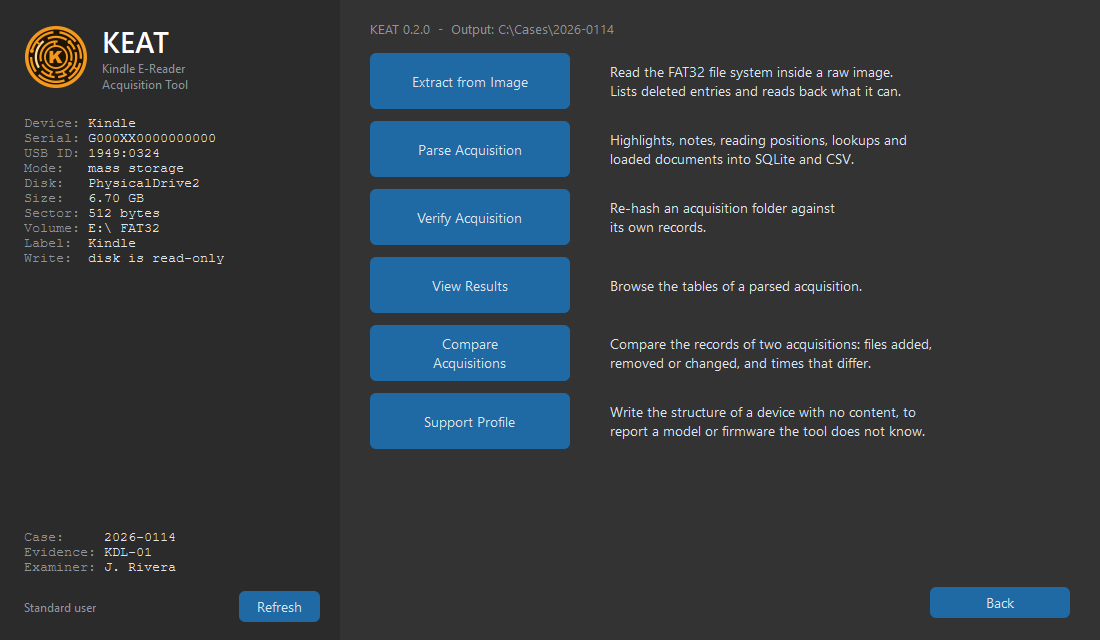 K
KEAT
Kindle E-Reader
Acquisition Tool
Device: Kindle
Serial: G000XX0000000000
USB ID: 1949:0324
Mode: mass storage
Disk: PhysicalDrive2
Size: 6.70 GB
Sector: 512 bytes
Volume: E:\ FAT32
Label: Kindle
Write: disk is read-only
Case: 2026-0114
Evidence: KDL-01
Examiner: J. Rivera
Standard user
Refresh
KEAT 0.2.0 - Output: C:\Cases\2026-0114
Extract from Image
Read the FAT32 file system inside a raw image.
Lists deleted entries and reads back what it can.
Parse Acquisition
Highlights, notes, reading positions, lookups and
loaded documents into SQLite and CSV.
Verify Acquisition
Re-hash an acquisition folder against
its own records.
View Results
Browse the tables of a parsed acquisition.
Compare
Acquisitions
Compare the records of two acquisitions: files added,
removed or changed, and times that differ.
Support Profile
Write the structure of a device with no content, to
report a model or firmware the tool does not know.
Back